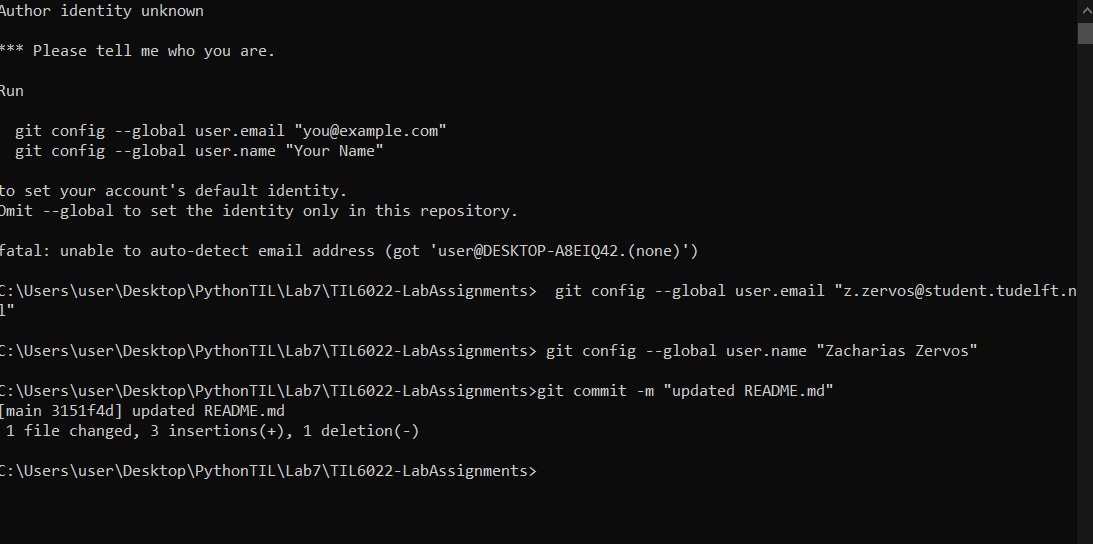 Author identity unknown
*** Please tell me who you are.
Run
git config --global user.email "you@example.com"
git config --global user.name "Your Name"
to set your account's default identity.
Omit --global to set the identity only in this repository.
fatal: unable to auto-detect email address (got 'user@DESKTOP-A8EIQ42.(none)')
C:\Users\user\Desktop\PythonTIL\Lab7\TIL6022-LabAssignments>  git config --global user.email "z.zervos@student.tudelft.n
l"
C:\Users\user\Desktop\PythonTIL\Lab7\TIL6022-LabAssignments> git config --global user.name "Zacharias Zervos"
C:\Users\user\Desktop\PythonTIL\Lab7\TIL6022-LabAssignments>git commit -m "updated README.md"
[main 3151f4d] updated README.md
1 file changed, 3 insertions(+), 1 deletion(-)
C:\Users\user\Desktop\PythonTIL\Lab7\TIL6022-LabAssignments>